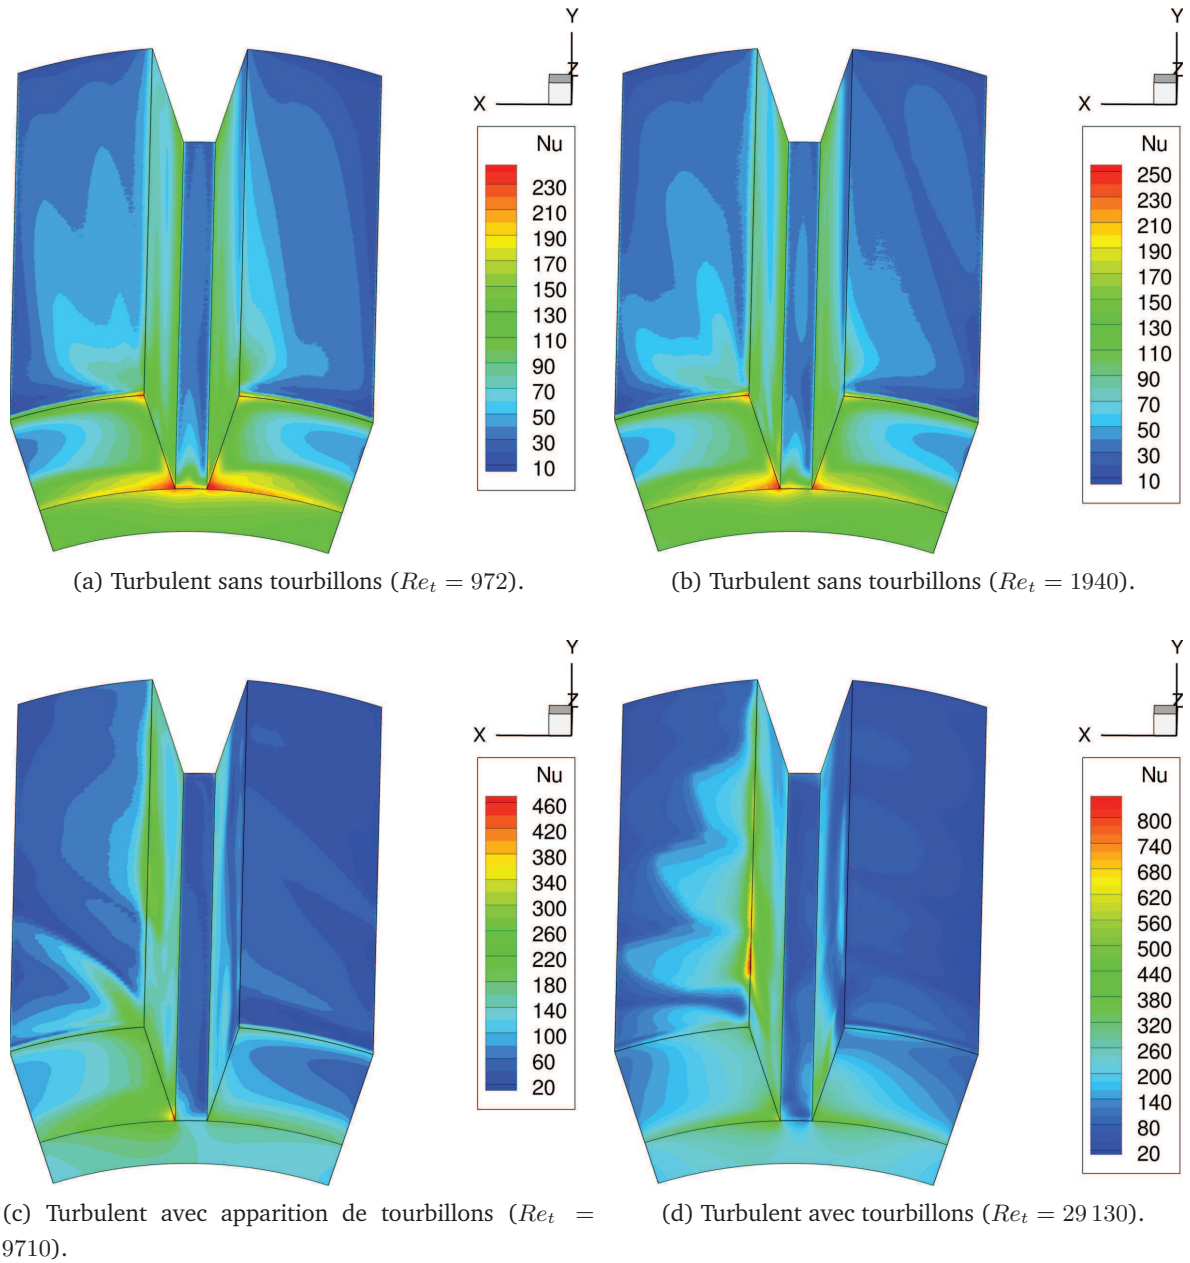 Y
Z
X
Nu
230
210
190
170
150
130
110
90
70
50
30
10
(a) Turbulent sans tourbillons (Re_t = 972).
Y
Z
X
Nu
250
230
210
190
170
150
130
110
90
70
50
30
10
(b) Turbulent sans tourbillons (Re_t = 1940).
Y
Z
X
Nu
460
420
380
340
300
260
220
180
140
100
60
20
(c) Turbulent avec apparition de tourbillons (Re_t =
9710).
Y
Z
X
Nu
800
740
680
620
560
500
440
380
320
260
200
140
80
20
(d) Turbulent avec tourbillons (Re_t = 29 130).